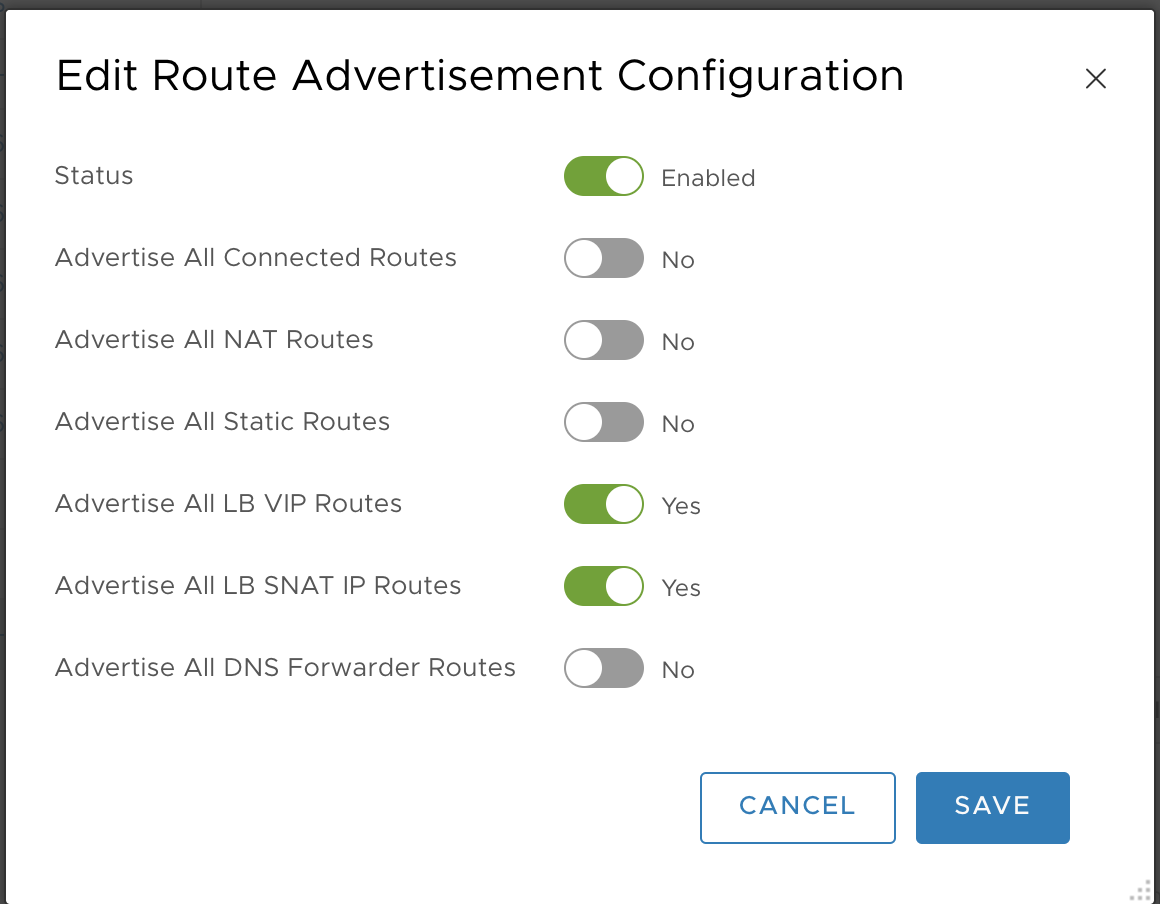 Edit Route Advertisement Configuration
Status Enabled
Advertise All Connected Routes No
Advertise All NAT Routes No
Advertise All Static Routes No
Advertise All LB VIP Routes Yes
Advertise All LB SNAT IP Routes Yes
Advertise All DNS Forwarder Routes No
CANCEL SAVE